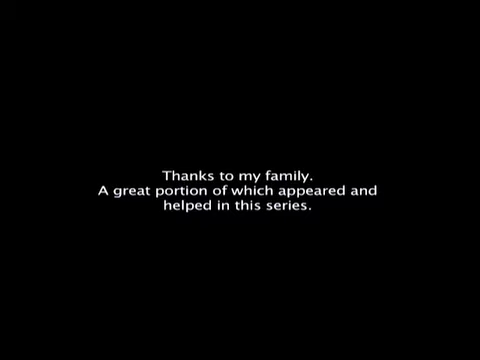 Thanks to my family.
A great portion of which appeared and
helped in this series.